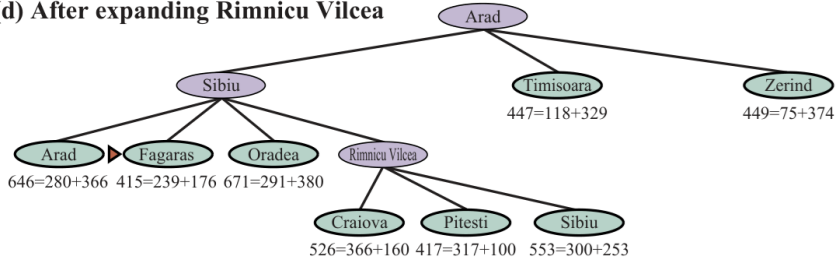 (d) After expanding Rimnicu Vilcea
Arad
Sibiu
Timisoara
Zerind
447=118+329
449=75+374
Arad
Fagaras
Oradea
Rimnicu Vilcea
646=280+366 415=239+176 671=291+380
Craiova
Pitesti
Sibiu
526=366+160 417=317+100 553=300+253